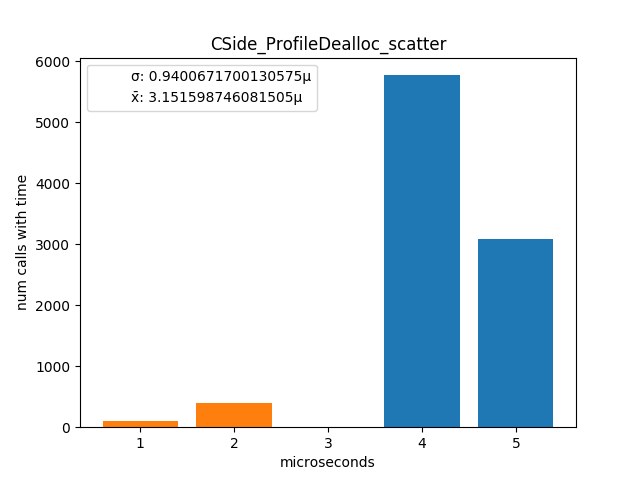 CSide_ProfileDealloc_scatter
σ: 0.9400671700130575μ
x̄: 3.151598746081505μ
6000
5000
4000
3000
2000
1000
0
num calls with time
1 2 3 4 5
microseconds